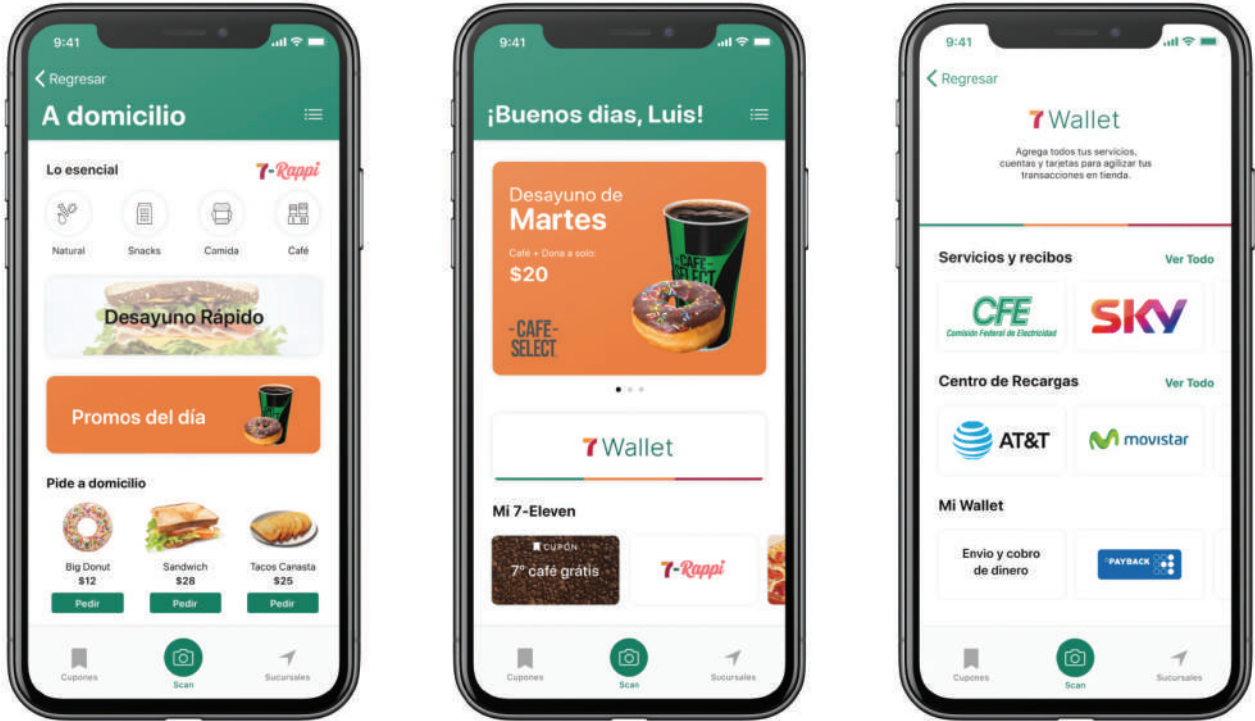 9:41
Regresar
A domicilio
Lo esencial
7-Rappi
Natural
Snacks
Comida
Café
Desayuno Rápido
Promos del día
Pide a domicilio
Big Donut
$12
Pedir
Sandwich
$28
Pedir
Tacos Canasta
$25
Pedir
Cupones
Scan
Sucursales
9:41
¡Buenos dias, Luis!
Desayuno de
Martes
Café + Dona a solo:
$20
-CAFE-
SELECT
-CAFE-
SELECT
7 Wallet
Mi 7-Eleven
CUPÓN
7° café grátis
7-Rappi
Cupones
Scan
Sucursales
9:41
Regresar
7 Wallet
Agrega todos tus servicios,
cuentas y tarjetas para agilizar tus
transacciones en tienda.
Servicios y recibos
Ver Todo
CFE
Comisión Federal de Electricidad
SKY
Centro de Recargas
Ver Todo
AT&T
movistar
Mi Wallet
Envio y cobro
de dinero
PAYBACK
Cupones
Scan
Sucursales